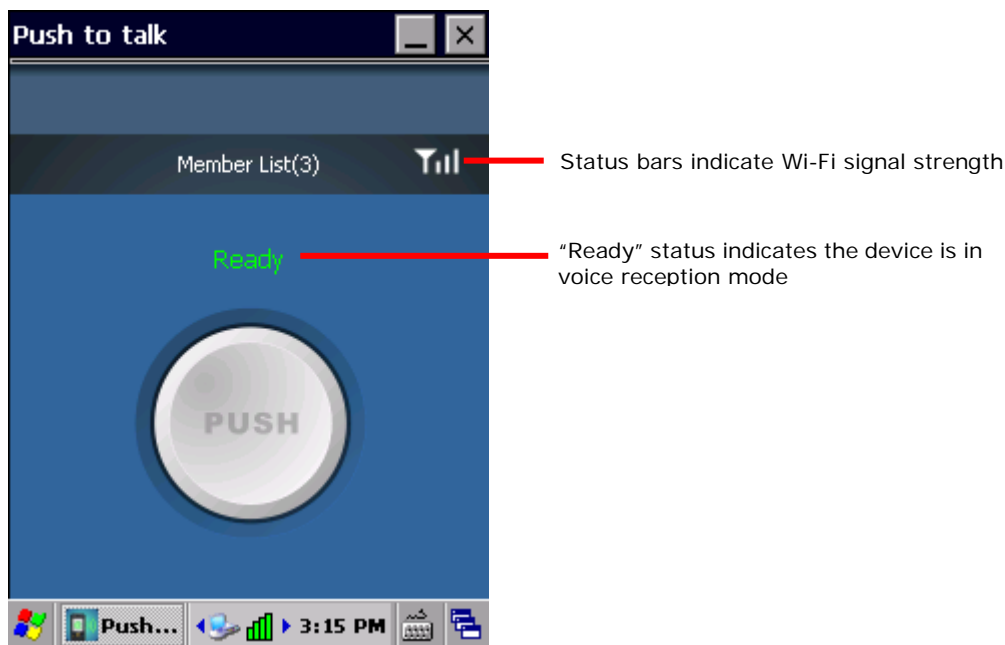 Push to talk
Member List(3)
Status bars indicate Wi-Fi signal strength
Ready
“Ready” status indicates the device is in
voice reception mode
PUSH
Push...
3:15 PM